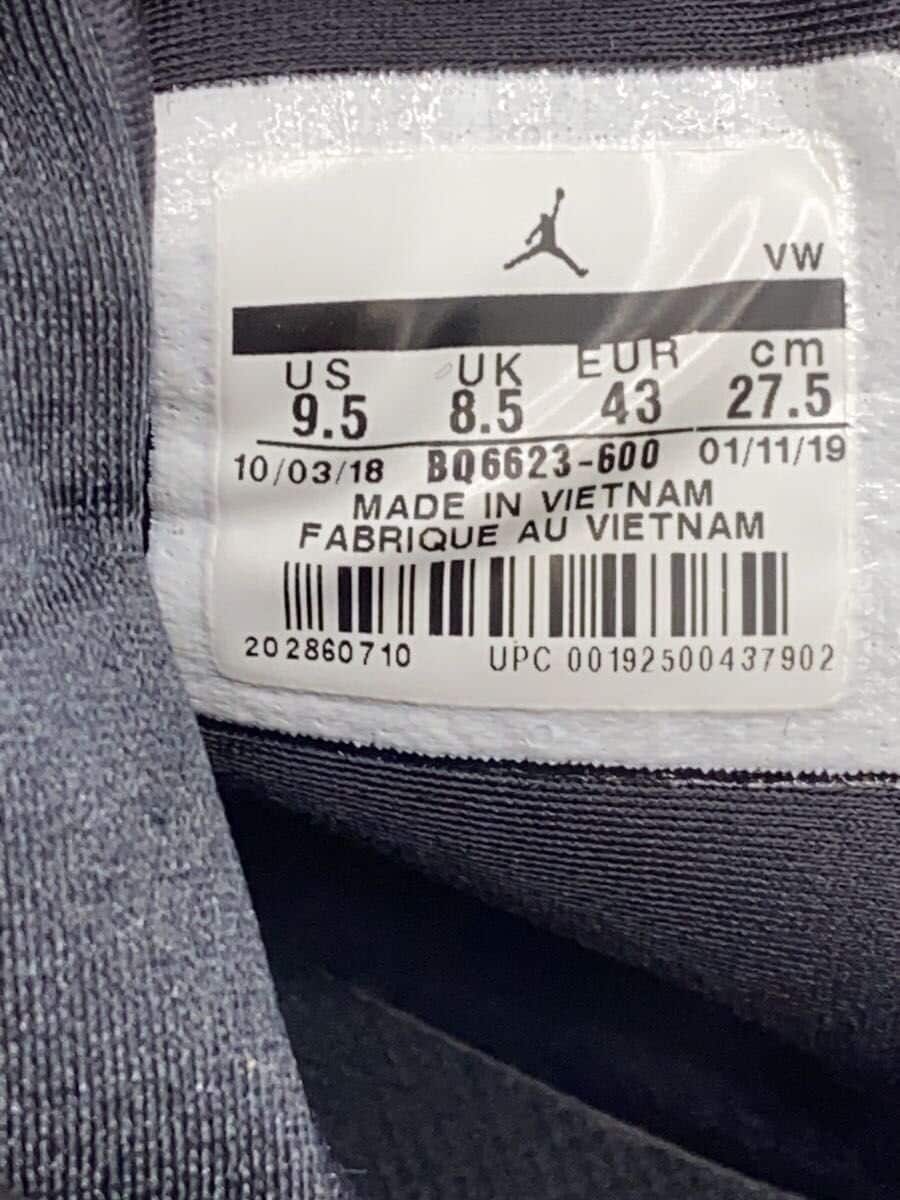 VW
US UK EUR cm
9.5 8.5 43 27.5
10/03/18 BQ6623-600 01/11/19
MADE IN VIETNAM
FABRIQUE AU VIETNAM
202860710 UPC 00192500437902